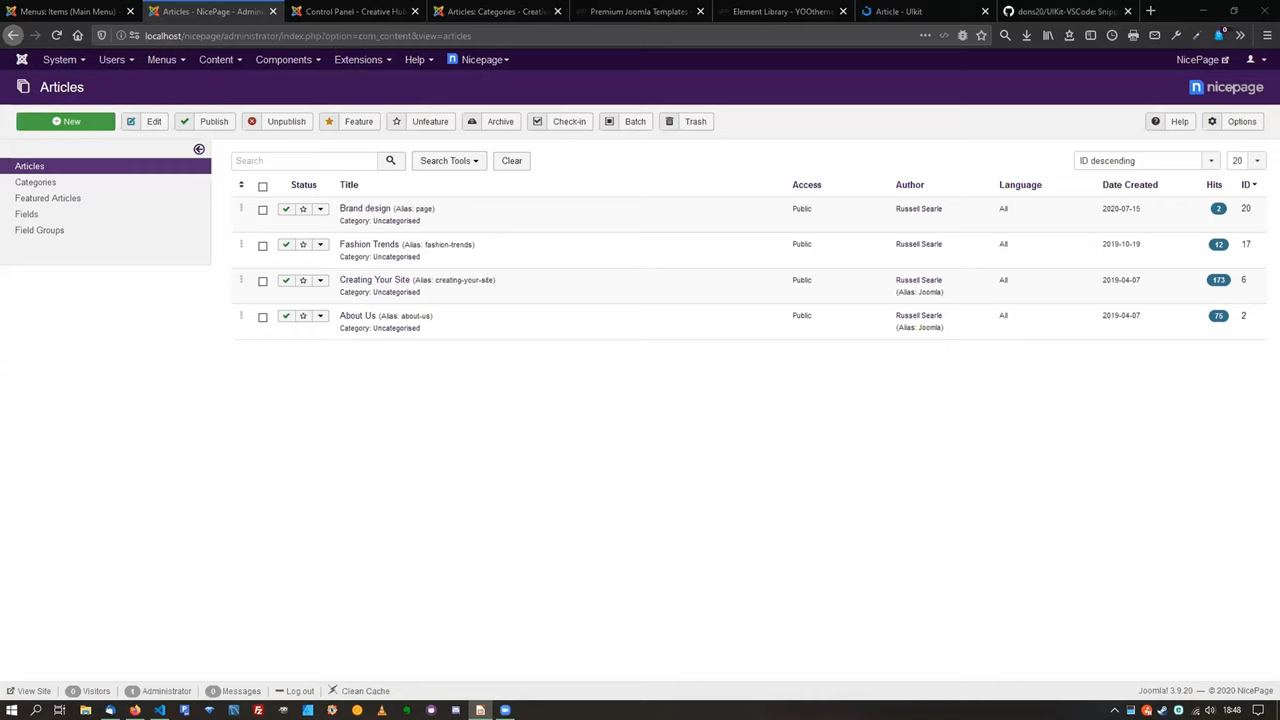 Menus: Items (Main Menu)
Articles - NicePage - Admini
Control Panel - Creative Hub
Articles: Categories - Creati
Premium Joomla Templates
Element Library - YOOthem
Article - UIkit
dons20/UIKit-VSCode: Snipp
localhost/nicepage/administrator/index.php?option=com_content&view=articles
System Users Menus Content Components Extensions Help Nicepage
NicePage
Articles
nicepage
New Edit Publish Unpublish Feature Unfeature Archive Check-in Batch Trash Help Options
Articles
Categories
Featured Articles
Fields
Field Groups
Search Search Tools Clear ID descending 20
Status Title Access Author Language Date Created Hits ID
Brand design (Alias: page) Public Russell Searle All 2020-07-15 2 20
Category: Uncategorised
Fashion Trends (Alias: fashion-trends) Public Russell Searle All 2019-10-19 12 17
Category: Uncategorised
Creating Your Site (Alias: creating-your-site) Public Russell Searle All 2019-04-07 173 6
Category: Uncategorised (Alias: Joomla)
About Us (Alias: about-us) Public Russell Searle All 2019-04-07 75 2
Category: Uncategorised (Alias: Joomla)
View Site 0 Visitors 1 Administrator 0 Messages Log out Clean Cache
Joomla! 3.9.20 — © 2020 NicePage
18:48